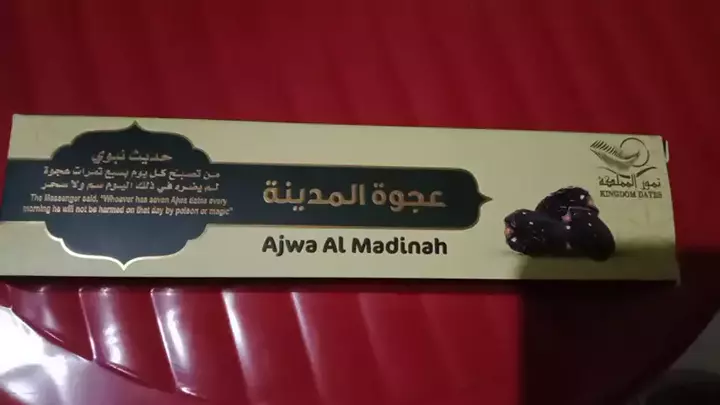 حديث نبوي
من تصبح كل يوم بسبع تمرات عجوة
لم يضره في ذلك اليوم سم ولا سحر
The Messenger said, "Whoever has seven Ajwa dates every
morning he will not be harmed on that day by poison or magic"
عجوة المدينة
Ajwa Al Madinah
تمور المملكة
KINGDOM DATES